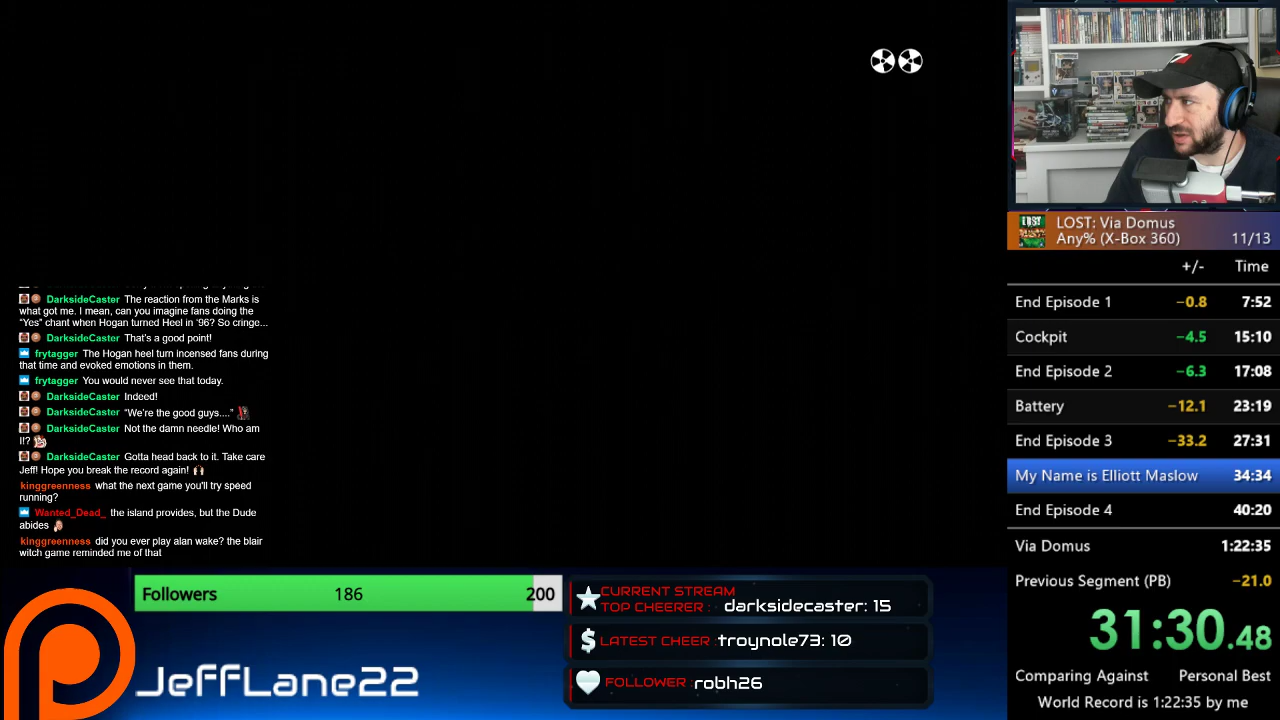 DarksideCaster The reaction from the Marks is
what got me. I mean, can you imagine fans doing the
"Yes" chant when Hogan turned Heel in '96? So cringe...
DarksideCaster That's a good point!
frytagger The Hogan heel turn incensed fans during
that time and evoked emotions in them.
frytagger You would never see that today.
DarksideCaster Indeed!
DarksideCaster "We're the good guys...."
DarksideCaster Not the damn needle! Who am
I!?
DarksideCaster Gotta head back to it. Take care
Jeff! Hope you break the record again!
kinggreenness what the next game you'll try speed
running?
Wanted_Dead_ the island provides, but the Dude
abides
kinggreenness did you ever play alan wake? the blair
witch game reminded me of that
Followers 186 200
JeffLane22
CURRENT STREAM
TOP CHEERER : darksidecaster: 15
LATEST CHEER : troynole73: 10
FOLLOWER : robh26
LOST
LOST: Via Domus
Any% (X-Box 360) 11/13
+/- Time
End Episode 1 −0.8 7:52
Cockpit −4.5 15:10
End Episode 2 −6.3 17:08
Battery −12.1 23:19
End Episode 3 −33.2 27:31
My Name is Elliott Maslow 34:34
End Episode 4 40:20
Via Domus 1:22:35
Previous Segment (PB) −21.0
31:30.48
Comparing Against Personal Best
World Record is 1:22:35 by me